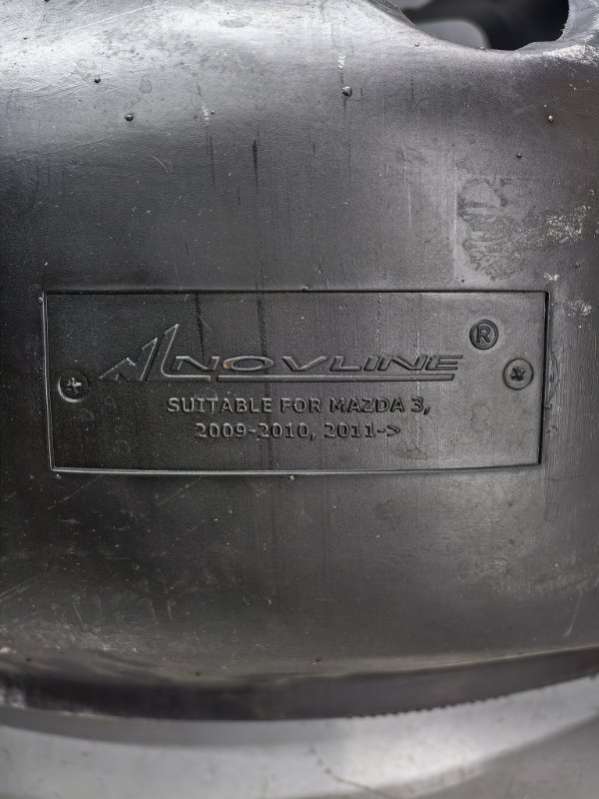 NOVLINE ®
SUITABLE FOR MAZDA 3,
2009-2010, 2011->